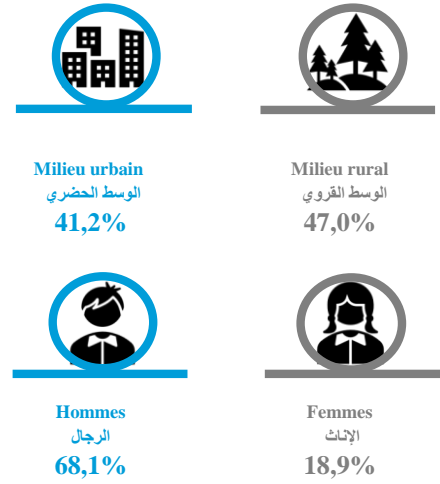 Milieu urbain
الوسط الحضري
41,2%
Milieu rural
الوسط القروي
47,0%
Hommes
الرجال
68,1%
Femmes
الإناث
18,9%